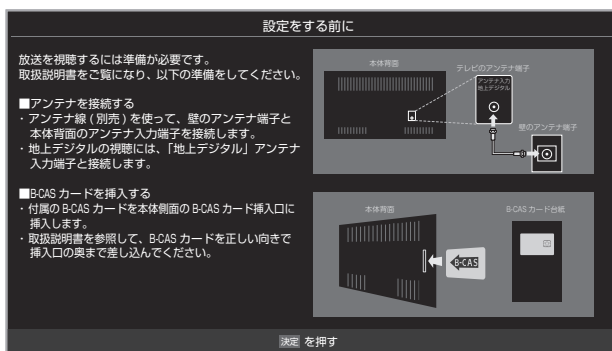 設定をする前に
放送を視聴するには準備が必要です。
取扱説明書をご覧になり、以下の準備をしてください。
■アンテナを接続する
・アンテナ線(別売)を使って、壁のアンテナ端子と
本体背面のアンテナ入力端子を接続します。
・地上デジタルの視聴には、「地上デジタル」アンテナ
入力端子と接続します。
本体背面
テレビのアンテナ端子
アンテナ入力
地上デジタル
壁のアンテナ端子
■B-CAS カードを挿入する
・付属の B-CAS カードを本体側面の B-CAS カード挿入口に
挿入します。
・取扱説明書を参照して、B-CAS カードを正しい向きで
挿入口の奥まで差し込んでください。
本体背面
B-CAS カード台紙
B-CAS
決定 を押す